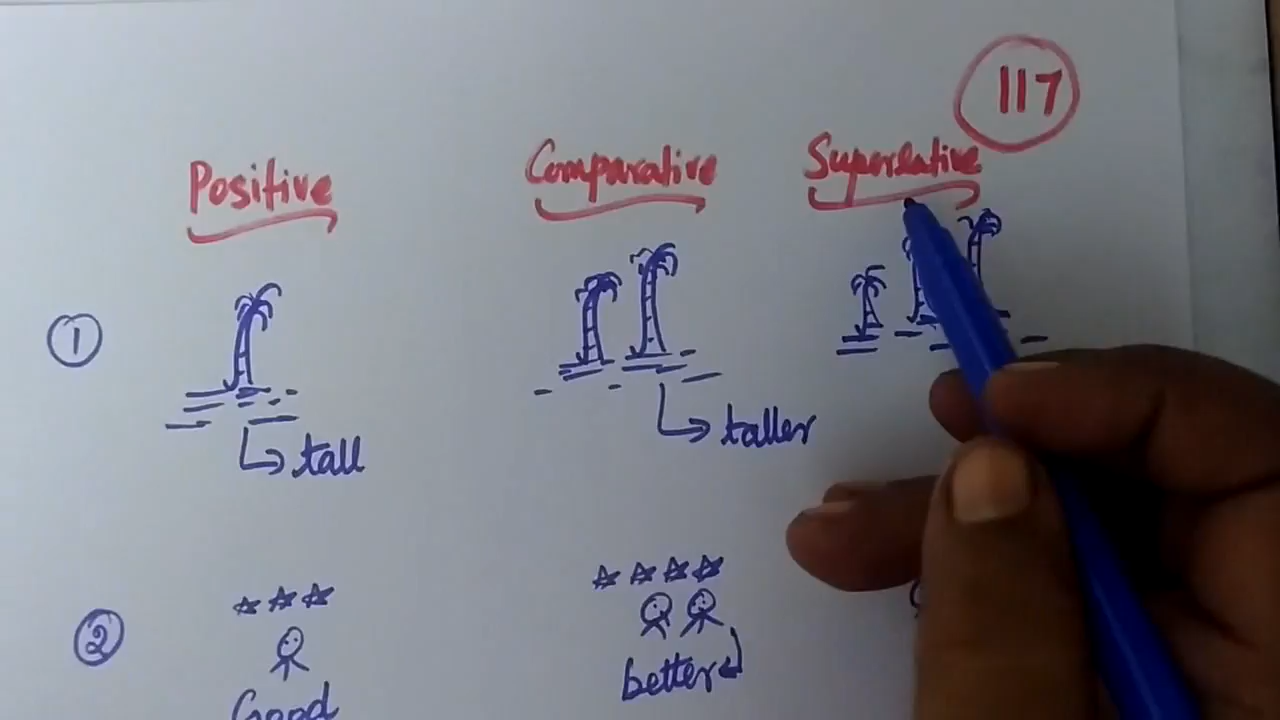 117
Positive Comparative Superlative
①
tall
taller
②
Good
better